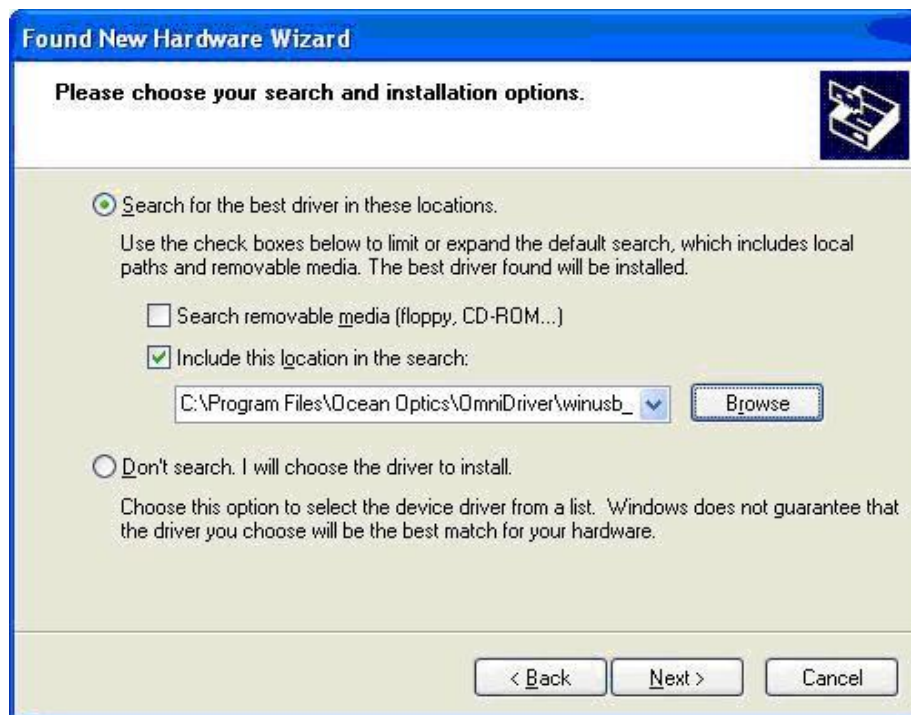 Found New Hardware Wizard
Please choose your search and installation options.
Search for the best driver in these locations.
Use the check boxes below to limit or expand the default search, which includes local
paths and removable media. The best driver found will be installed.
Search removable media (floppy, CD-ROM...)
Include this location in the search:
C:\Program Files\Ocean Optics\OmniDriver\winusb_
Browse
Don't search. I will choose the driver to install.
Choose this option to select the device driver from a list. Windows does not guarantee that
the driver you choose will be the best match for your hardware.
< Back
Next >
Cancel